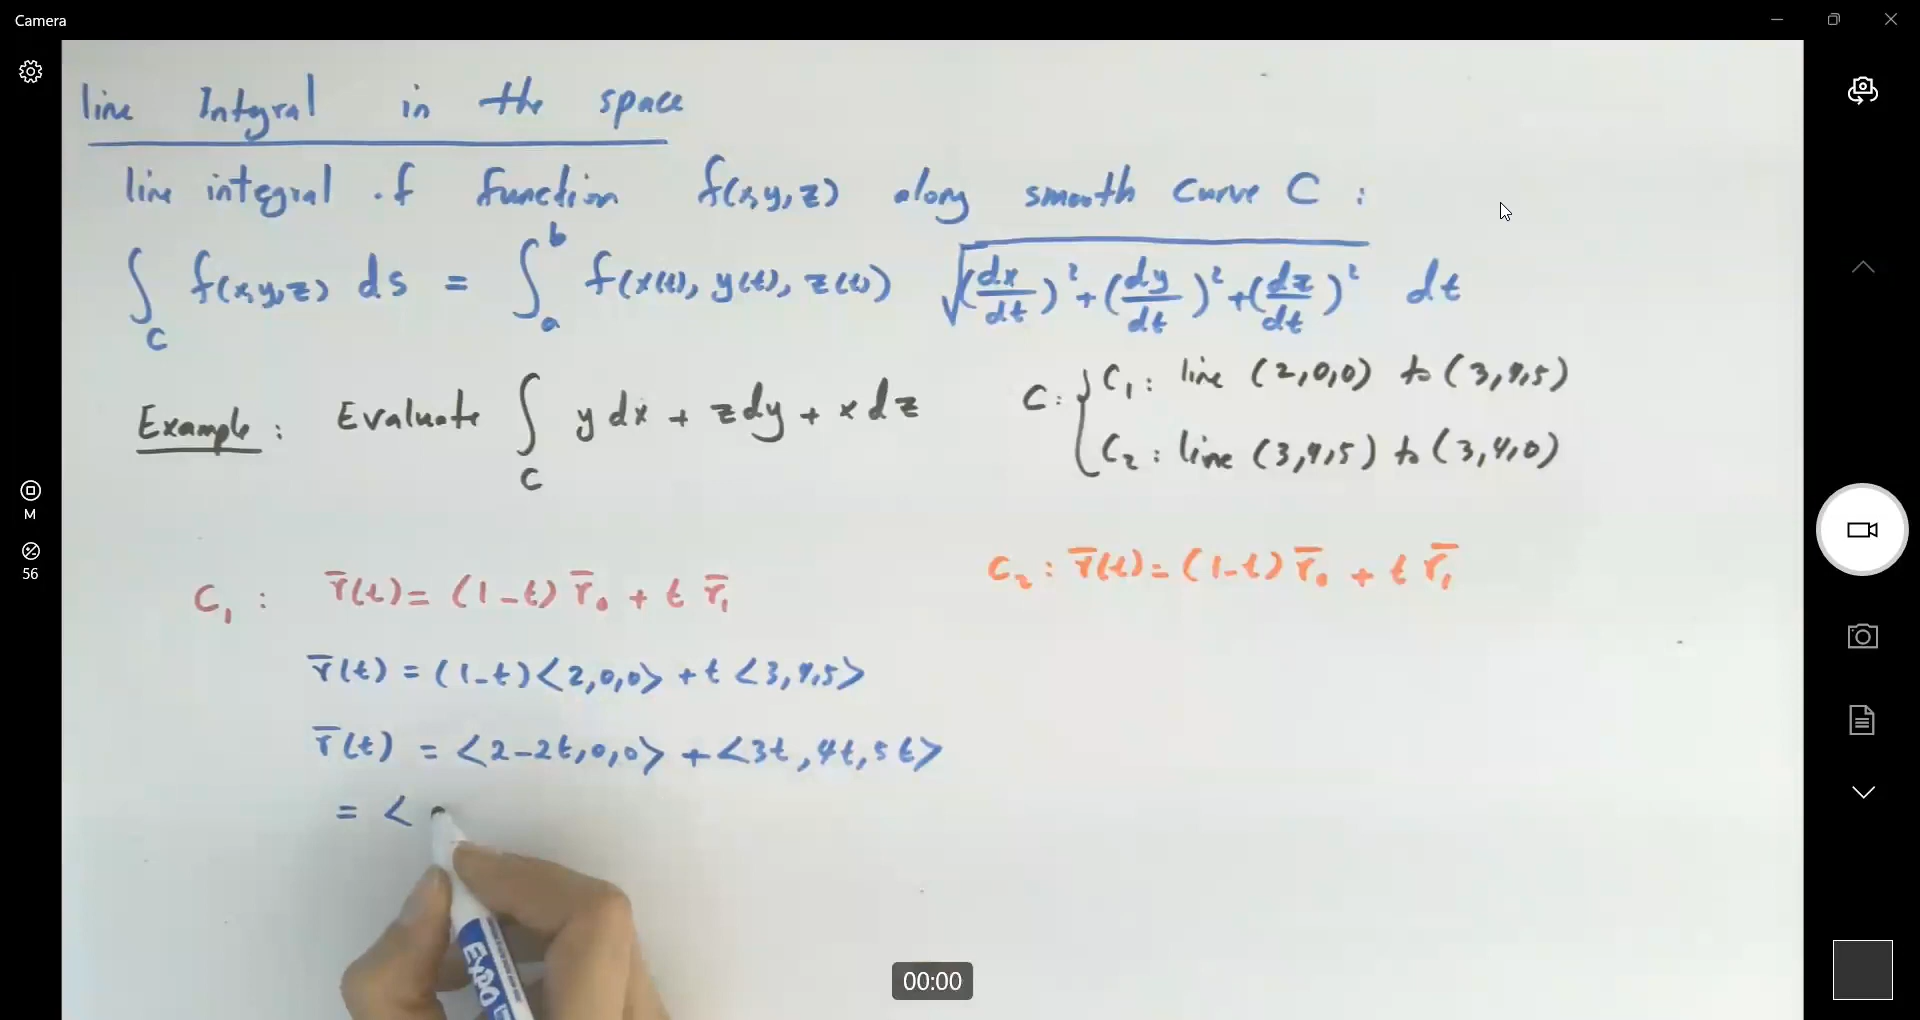 Camera
line Integral in the space
line integral of function f(x,y,z) along smooth curve C :
∫_C f(x,y,z) ds = ∫_a^b f(x(t), y(t), z(t)) √((dx/dt)²+(dy/dt)²+(dz/dt)²) dt
Example : Evaluate ∫_C y dx + z dy + x dz
C: { C₁ : line (2,0,0) to (3,4,5)
C₂ : line (3,4,5) to (3,4,0)
C₁ : r̄(t)= (1-t) r̄₀ + t r̄₁
r̄(t) = (1-t)<2,0,0> + t <3,4,5>
r̄(t) = <2-2t,0,0> + <3t, 4t, 5t>
= <
C₂ : r̄(t)= (1-t) r̄₀ + t r̄₁
M
56
EXPO
00:00